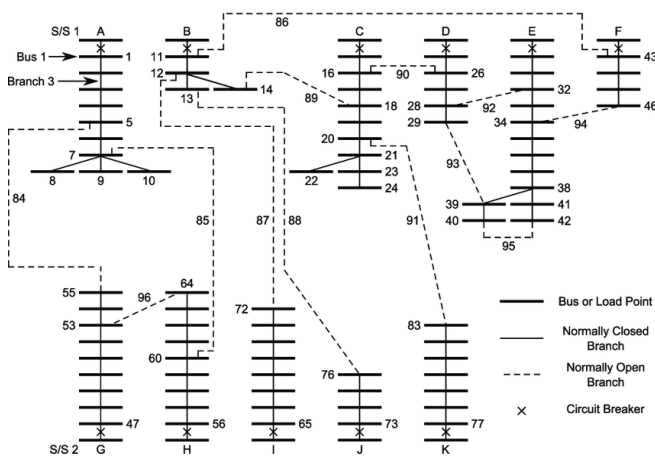 86
S/S 1 A B C D E F
Bus 1 1 11 43
12 16 90 26
Branch 3 14 89 92 32
13 18 28 46
5 29 34 94
20
7 21 93
8 9 10 22 23 38
84 24 39 41
85 87 88 91 40 42
95
55 96 64
72
53 83 Bus or Load Point
60 Normally Closed
Branch
76 Normally Open
Branch
47 56 65 73 77 Circuit Breaker
S/S 2 G H I J K